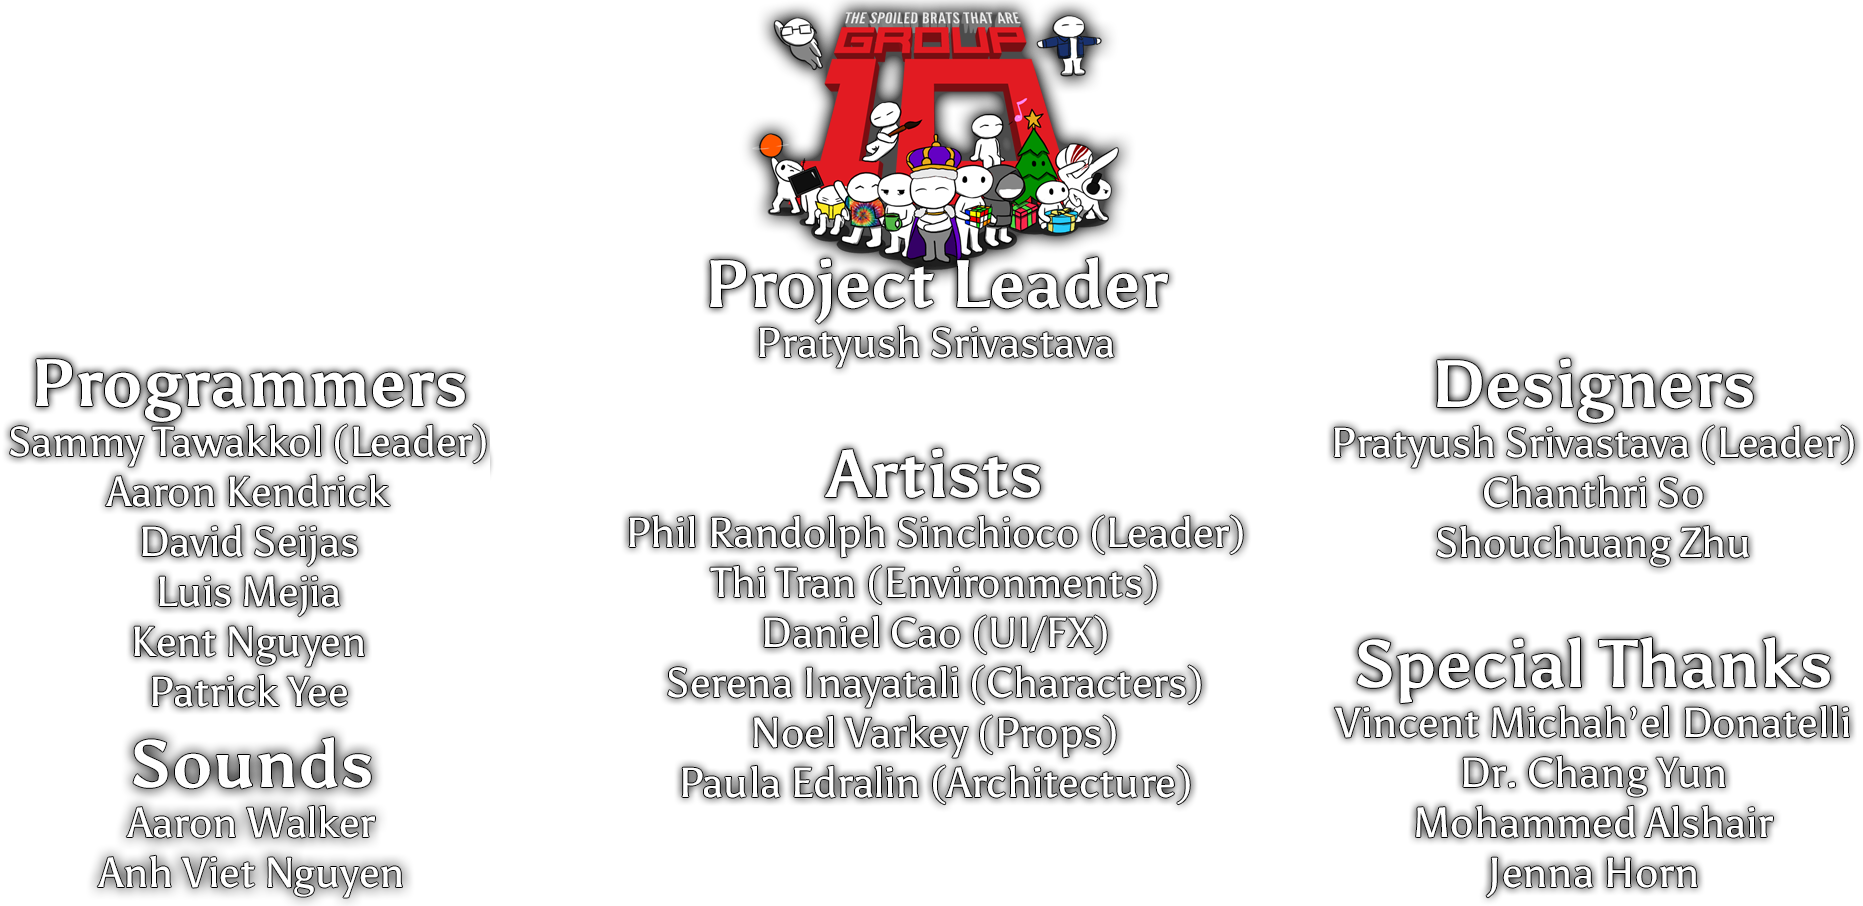 THE SPOILED BRATS THAT ARE
GROUP
10
Project Leader
Pratyush Srivastava
Programmers
Sammy Tawakkol (Leader)
Aaron Kendrick
David Seijas
Luis Mejia
Kent Nguyen
Patrick Yee
Sounds
Aaron Walker
Anh Viet Nguyen
Artists
Phil Randolph Sinchioco (Leader)
Thi Tran (Environments)
Daniel Cao (UI/FX)
Serena Inayatali (Characters)
Noel Varkey (Props)
Paula Edralin (Architecture)
Designers
Pratyush Srivastava (Leader)
Chanthri So
Shouchuang Zhu
Special Thanks
Vincent Michah’el Donatelli
Dr. Chang Yun
Mohammed Alshair
Jenna Horn